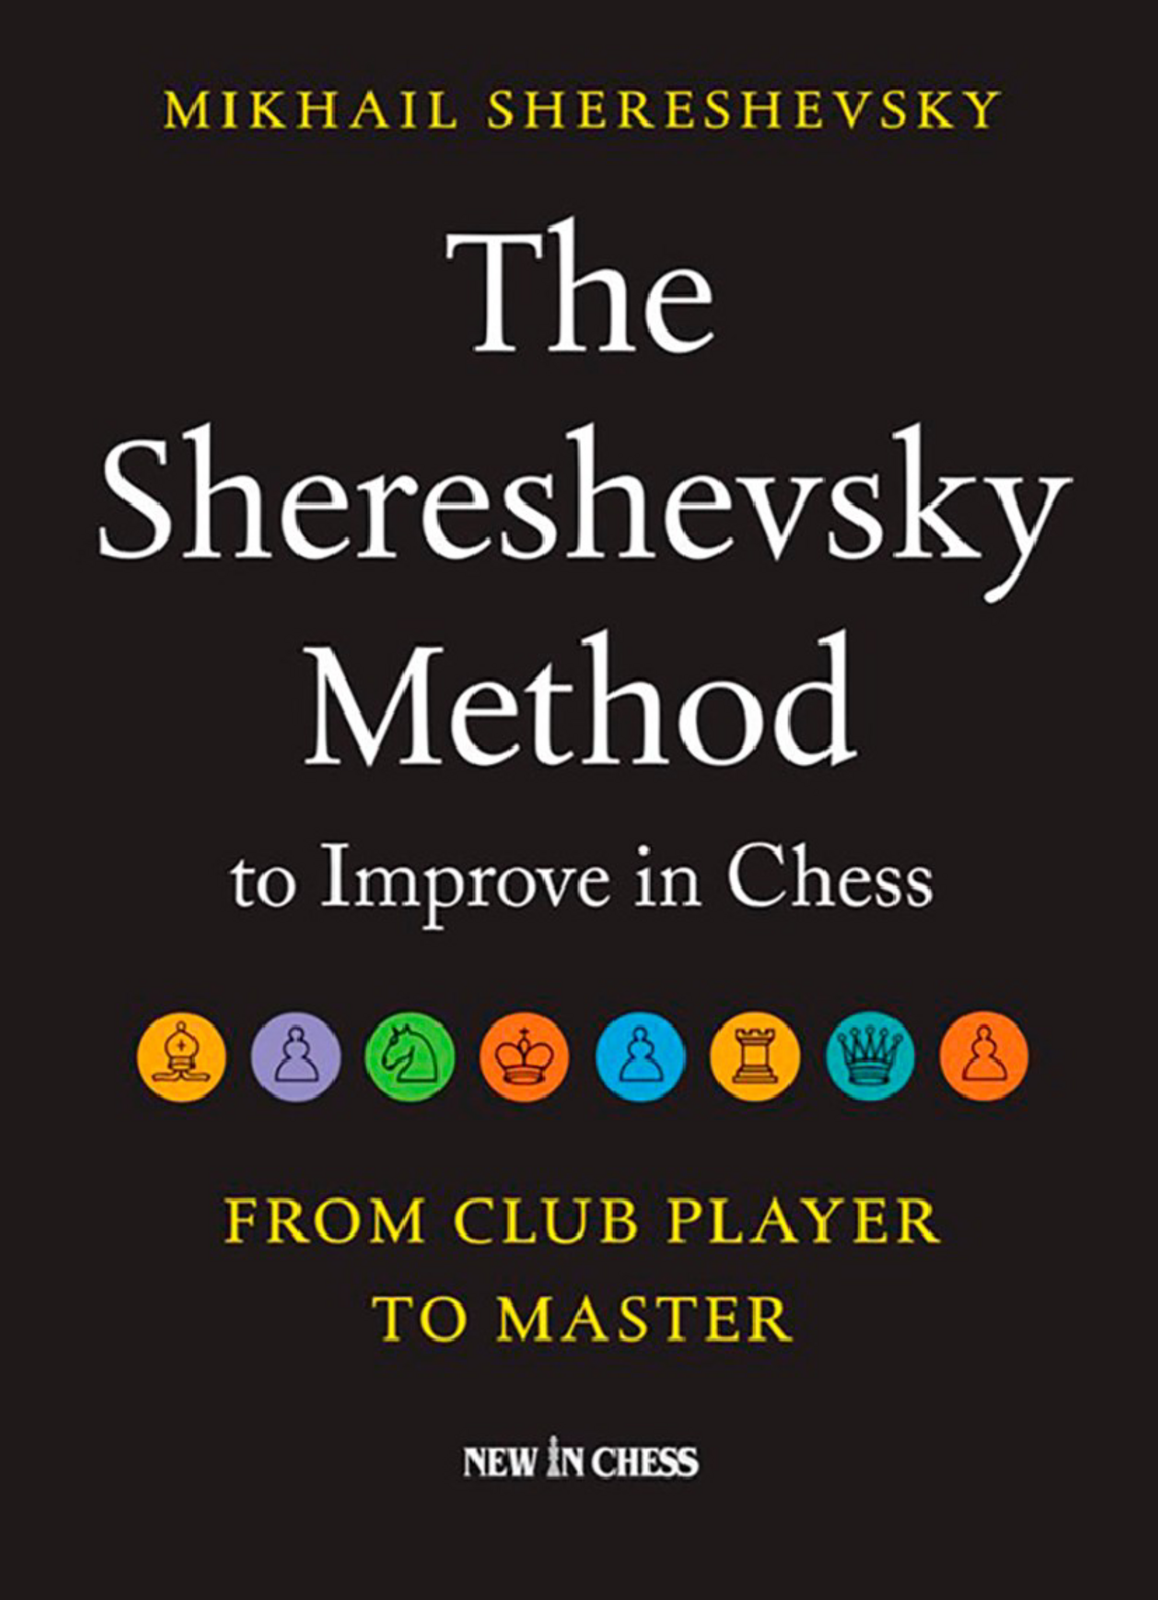 MIKHAIL SHERESHEVSKY
The
Shereshevsky
Method
to Improve in Chess
FROM CLUB PLAYER
TO MASTER
NEW IN CHESS